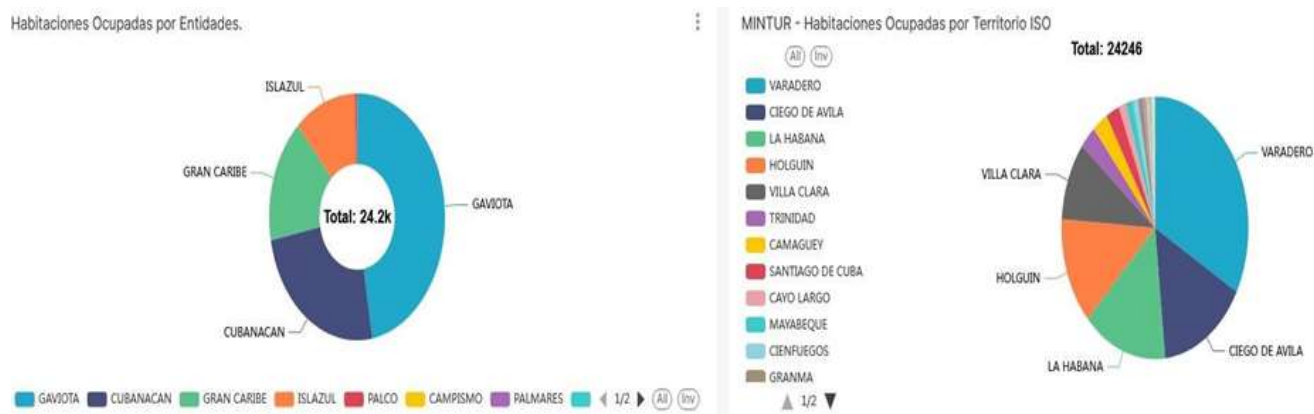 Habitaciones Ocupadas por Entidades.
ISLAZUL
GRAN CARIBE
Total: 24.2k
GAVIOTA
CUBANACAN
GAVIOTA CUBANACAN GRAN CARIBE ISLAZUL PALCO CAMPISMO PALMARES 1/2 All Inv
MINTUR - Habitaciones Ocupadas por Territorio ISO
Total: 24246
All Inv
VARADERO
CIEGO DE AVILA
LA HABANA
HOLGUIN
VILLA CLARA
TRINIDAD
CAMAGUEY
SANTIAGO DE CUBA
CAYO LARGO
MAYABEQUE
CIENFUEGOS
GRANMA
1/2
VARADERO
VILLA CLARA
HOLGUIN
CIEGO DE AVILA
LA HABANA